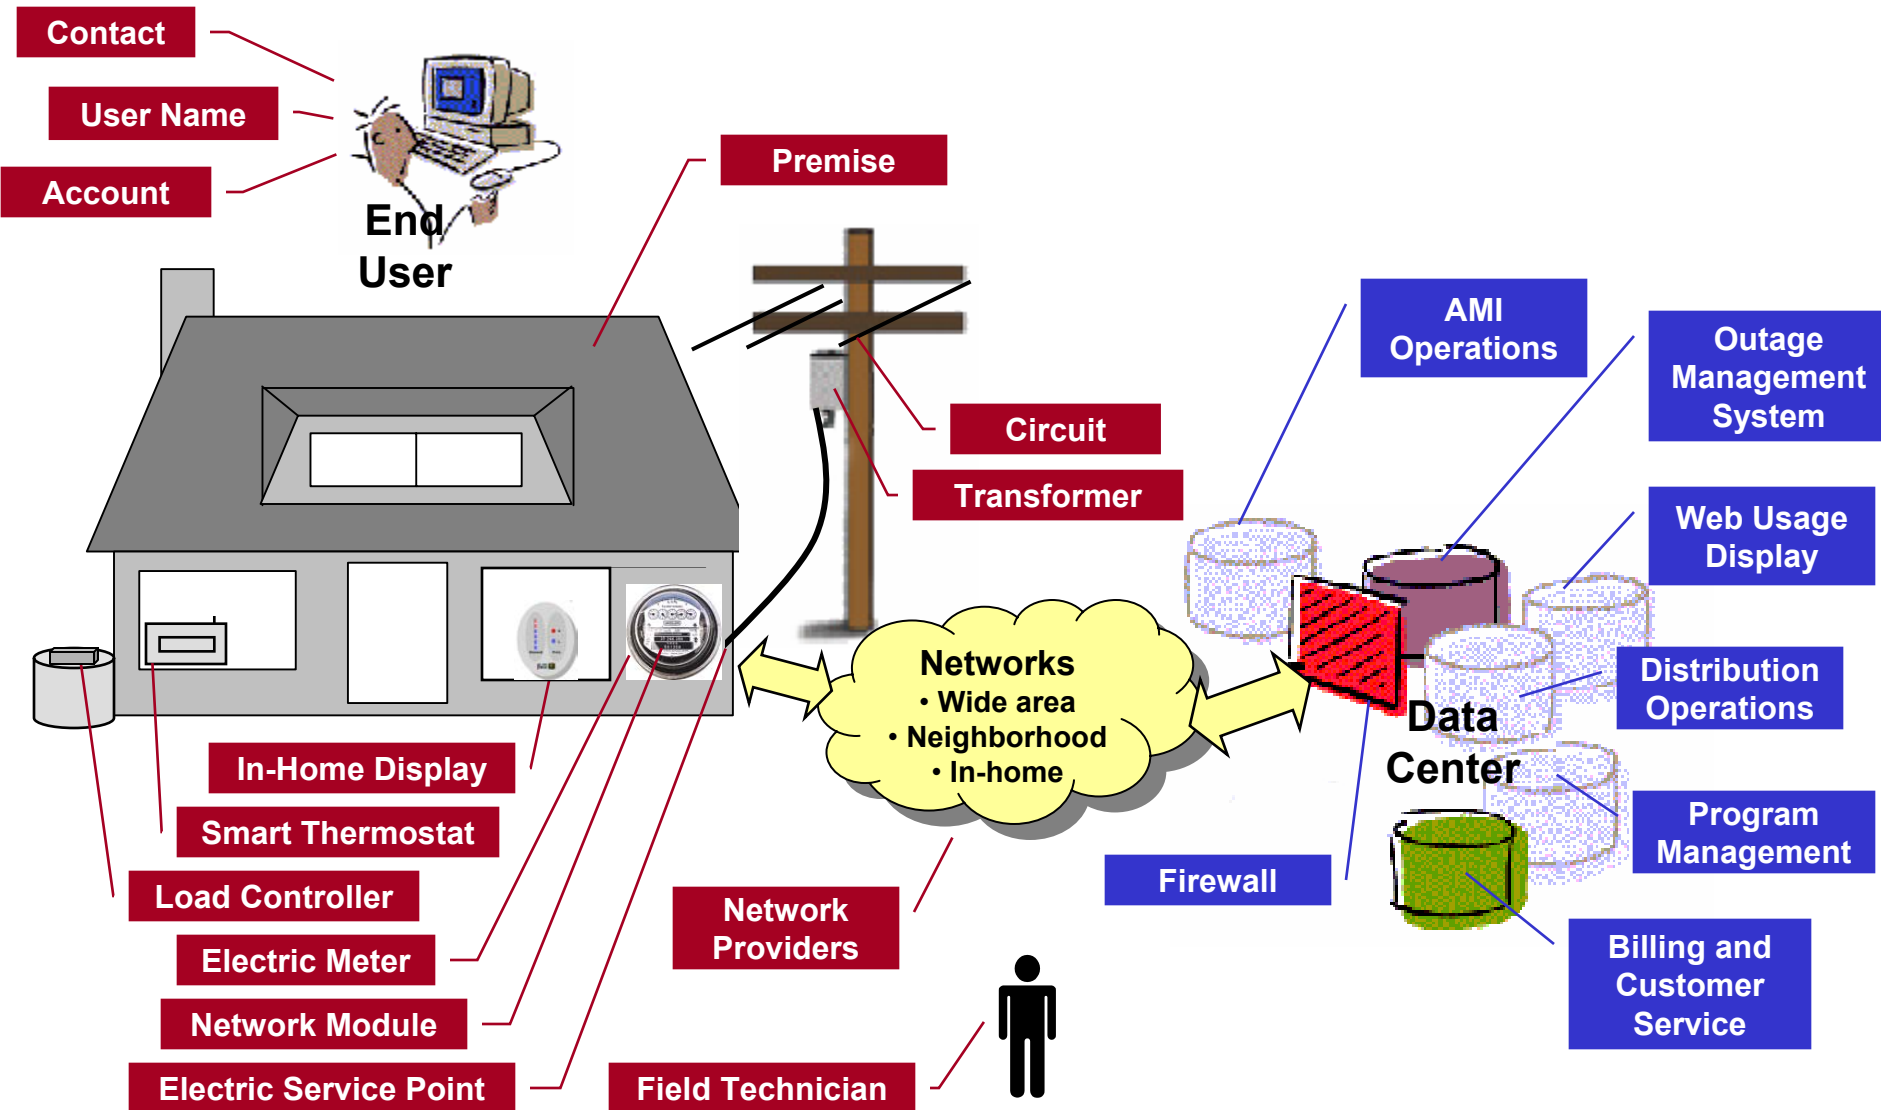 Contact
User Name
Account
End
User
Premise
Circuit
Transformer
AMI
Operations
Outage
Management
System
Web Usage
Display
Distribution
Operations
Data
Center
Program
Management
Billing and
Customer
Service
Firewall
Networks
• Wide area
• Neighborhood
• In-home
Network
Providers
In-Home Display
Smart Thermostat
Load Controller
Electric Meter
Network Module
Electric Service Point
Field Technician